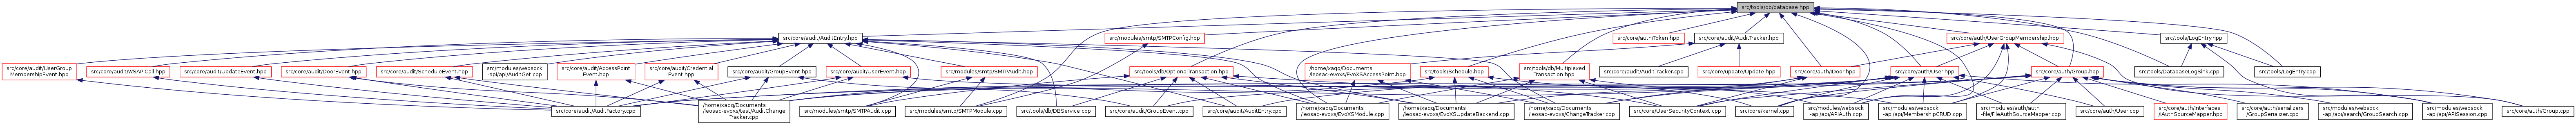 src/tools/db/database.hpp
src/core/audit/AuditEntry.hpp
src/modules/smtp/SMTPConfig.hpp
src/core/auth/Token.hpp
src/core/audit/AuditTracker.hpp
src/core/auth/UserGroupMembership.hpp
src/tools/LogEntry.hpp
src/core/audit/UserGroup
MembershipEvent.hpp
src/core/audit/WSAPICall.hpp
src/core/audit/UpdateEvent.hpp
src/core/audit/DoorEvent.hpp
src/core/audit/ScheduleEvent.hpp
src/modules/websock
-api/api/AuditGet.cpp
src/core/audit/AccessPoint
Event.hpp
src/core/audit/Credential
Event.hpp
src/core/audit/GroupEvent.hpp
src/core/audit/UserEvent.hpp
src/modules/smtp/SMTPAudit.hpp
src/tools/db/OptionalTransaction.hpp
/home/xaqq/Documents
/leosac-evoxs/EvoXSAccessPoint.hpp
src/tools/Schedule.hpp
src/tools/db/Multiplexed
Transaction.hpp
src/core/audit/AuditTracker.cpp
src/core/update/Update.hpp
src/core/auth/Door.hpp
src/core/auth/User.hpp
src/core/auth/Group.hpp
src/tools/DatabaseLogSink.cpp
src/tools/LogEntry.cpp
src/core/audit/AuditFactory.cpp
/home/xaqq/Documents
/leosac-evoxs/test/AuditChange
Tracker.cpp
src/modules/smtp/SMTPAudit.cpp
src/modules/smtp/SMTPModule.cpp
src/tools/db/DBService.cpp
src/core/audit/GroupEvent.cpp
src/core/audit/AuditEntry.cpp
/home/xaqq/Documents
/leosac-evoxs/EvoXSModule.cpp
/home/xaqq/Documents
/leosac-evoxs/EvoXSUpdateBackend.cpp
/home/xaqq/Documents
/leosac-evoxs/ChangeTracker.cpp
src/core/UserSecurityContext.cpp
src/core/kernel.cpp
src/modules/websock
-api/api/APIAuth.cpp
src/modules/websock
-api/api/MembershipCRUD.cpp
src/modules/auth
-file/FileAuthSourceMapper.cpp
src/core/auth/User.cpp
src/core/auth/Interfaces
/IAuthSourceMapper.hpp
src/core/auth/serializers
/GroupSerializer.cpp
src/modules/websock
-api/api/search/GroupSearch.cpp
src/modules/websock
-api/api/APISession.cpp
src/core/auth/Group.cpp